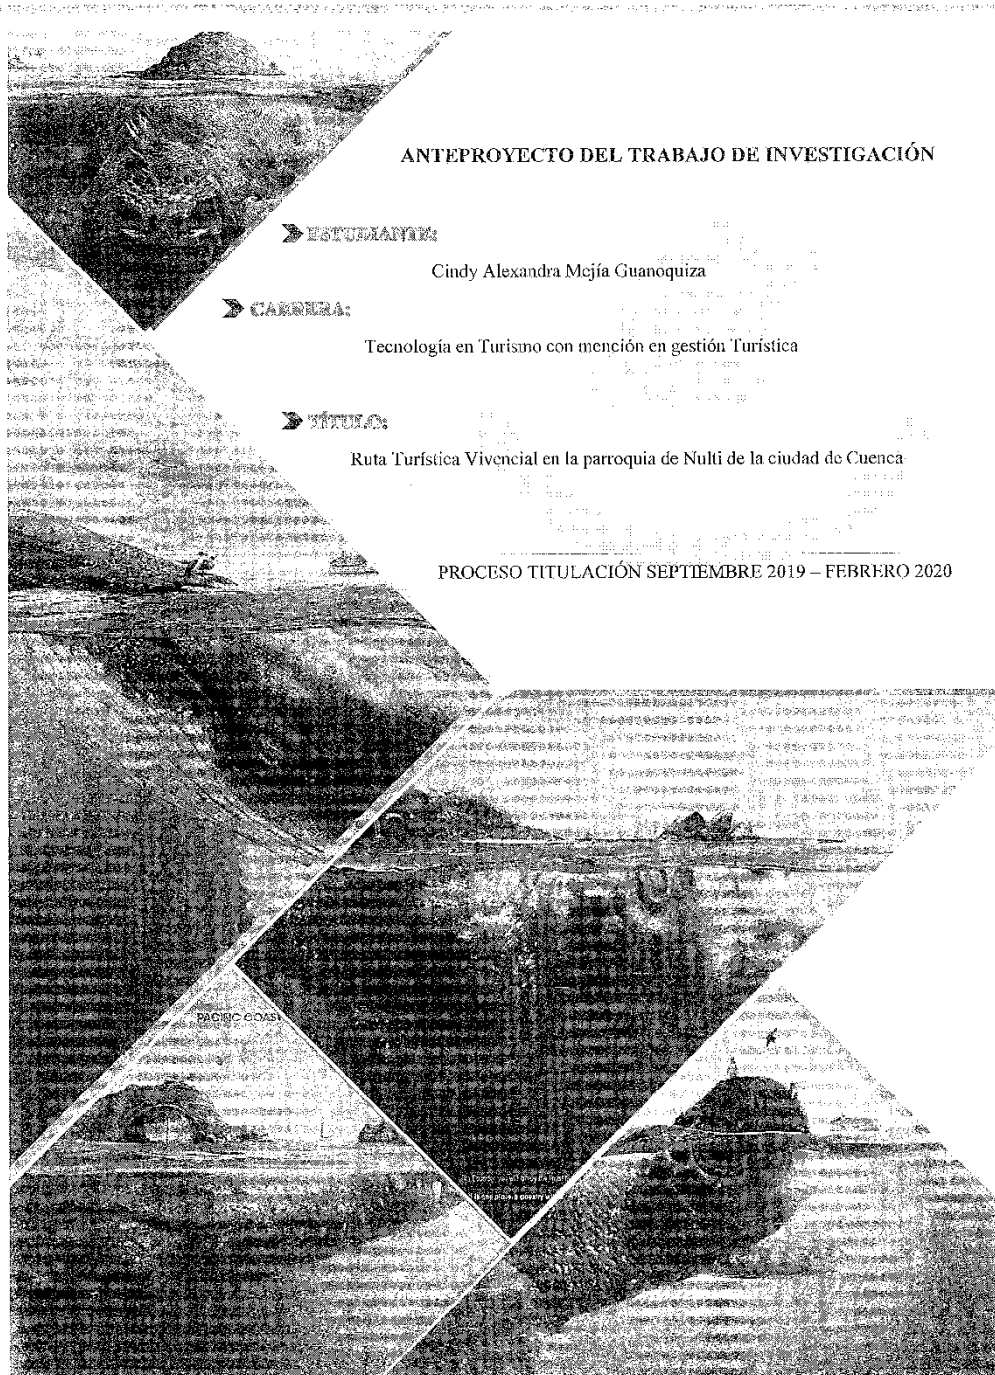 ANTEPROYECTO DEL TRABAJO DE INVESTIGACIÓN
ESTUDIANTE:
Cindy Alexandra Mejía Guanoquiza
CARRERA:
Tecnología en Turismo con mención en gestión Turística
TÍTULO:
Ruta Turística Vivencial en la parroquia de Nulti de la ciudad de Cuenca
PROCESO TITULACIÓN SEPTIEMBRE 2019 – FEBRERO 2020
PACIFIC COAST